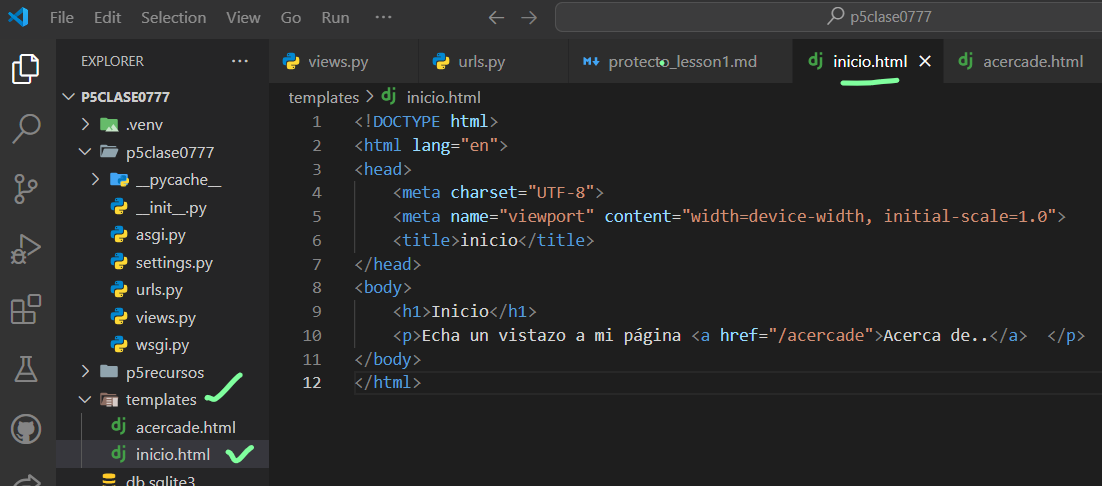 File Edit Selection View Go Run ··· p5clase0777
EXPLORER ··· views.py urls.py protecto_lesson1.md inicio.html acercade.html
P5CLASE0777
.venv
p5clase0777
__pycache__
__init__.py
asgi.py
settings.py
urls.py
views.py
wsgi.py
p5recursos
templates
acercade.html
inicio.html
db.sqlite3
templates > inicio.html
1 <!DOCTYPE html>
2 <html lang="en">
3 <head>
4 <meta charset="UTF-8">
5 <meta name="viewport" content="width=device-width, initial-scale=1.0">
6 <title>inicio</title>
7 </head>
8 <body>
9 <h1>Inicio</h1>
10 <p>Echa un vistazo a mi página <a href="/acercade">Acerca de..</a>  </p>
11 </body>
12 </html>